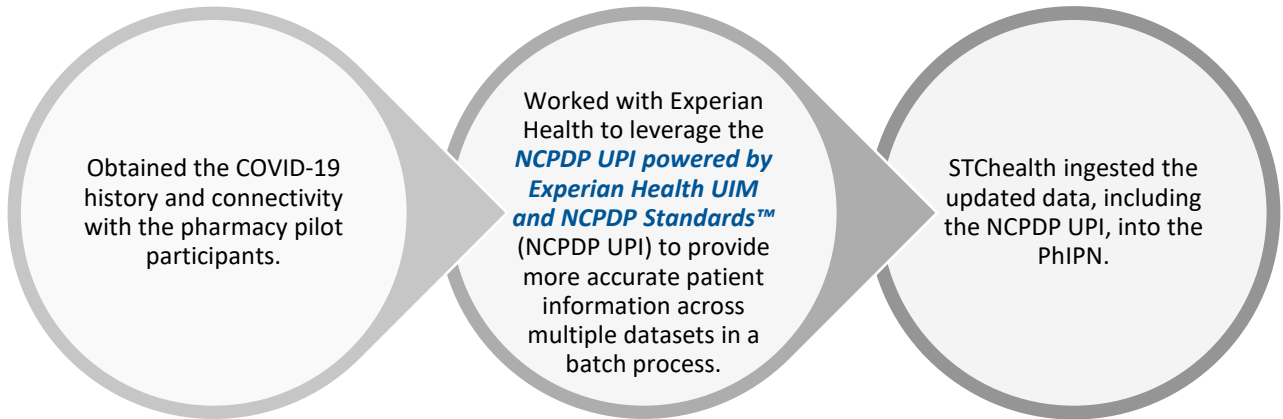 Obtained the COVID-19
history and connectivity
with the pharmacy pilot
participants.
Worked with Experian
Health to leverage the
NCPDP UPI powered by
Experian Health UIM
and NCPDP Standards™
(NCPDP UPI) to provide
more accurate patient
information across
multiple datasets in a
batch process.
STChealth ingested the
updated data, including
the NCPDP UPI, into the
PhIPN.